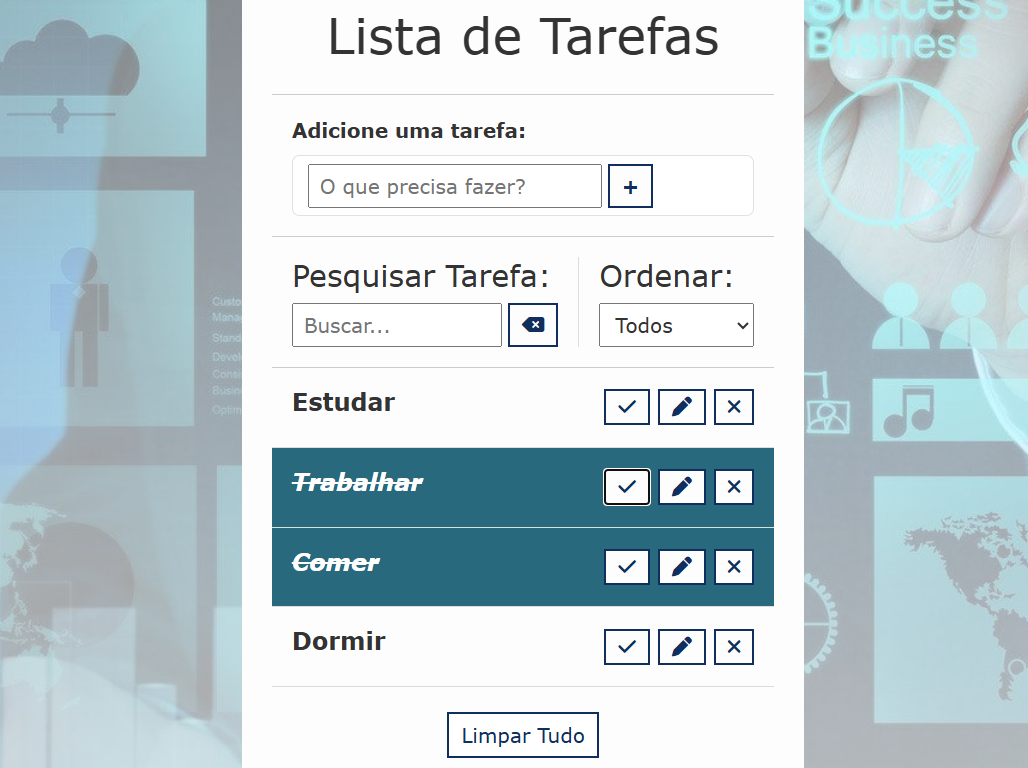 Success
Business
Lista de Tarefas
Adicione uma tarefa:
O que precisa fazer?
+
Pesquisar Tarefa:
Ordenar:
Buscar...
Todos
Estudar
Trabalhar
Comer
Dormir
Limpar Tudo